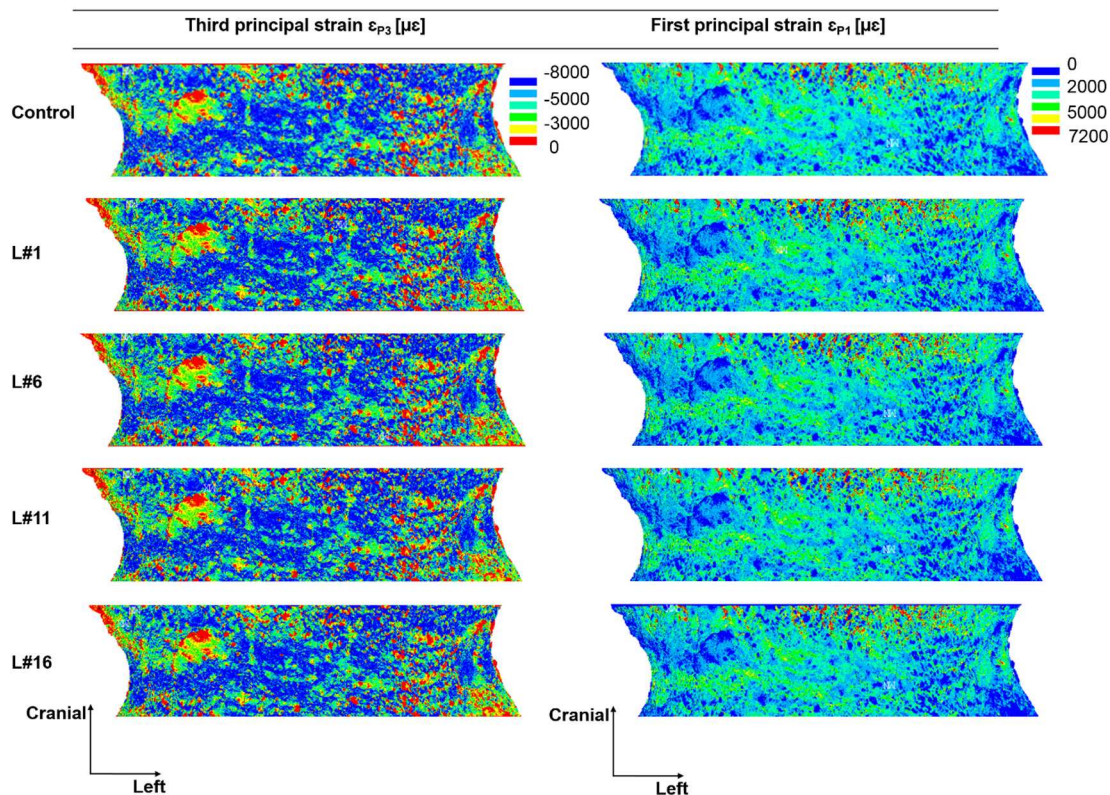 Third principal strain εP3 [µε]
First principal strain εP1 [µε]
Control
-8000
-5000
-3000
0
0
2000
5000
7200
L#1
L#6
L#11
L#16
Cranial
Left
Cranial
Left